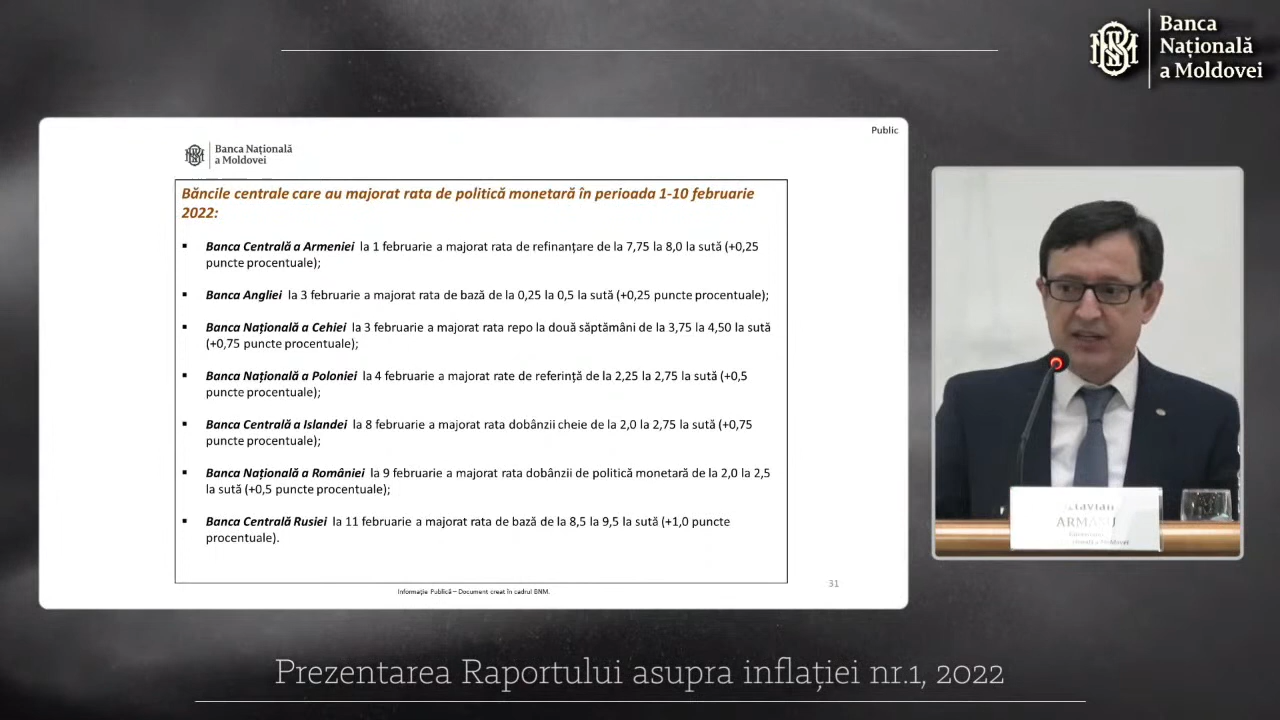 Banca
Națională
a Moldovei
Public
Banca Națională
a Moldovei
Băncile centrale care au majorat rata de politică monetară în perioada 1-10 februarie
2022:
▪ Banca Centrală a Armeniei la 1 februarie a majorat rata de refinanțare de la 7,75 la 8,0 la sută (+0,25
puncte procentuale);
▪ Banca Angliei la 3 februarie a majorat rata de bază de la 0,25 la 0,5 la sută (+0,25 puncte procentuale);
▪ Banca Națională a Cehiei la 3 februarie a majorat rata repo la două săptămâni de la 3,75 la 4,50 la sută
(+0,75 puncte procentuale);
▪ Banca Națională a Poloniei la 4 februarie a majorat rate de referință de la 2,25 la 2,75 la sută (+0,5
puncte procentuale);
▪ Banca Centrală a Islandei la 8 februarie a majorat rata dobânzii cheie de la 2,0 la 2,75 la sută (+0,75
puncte procentuale);
▪ Banca Națională a României la 9 februarie a majorat rata dobânzii de politică monetară de la 2,0 la 2,5
la sută (+0,5 puncte procentuale);
▪ Banca Centrală Rusiei la 11 februarie a majorat rata de bază de la 8,5 la 9,5 la sută (+1,0 puncte
procentuale).
31
Informație Publică – Document creat în cadrul BNM.
ARMAȘU
Prezentarea Raportului asupra inflației nr.1, 2022